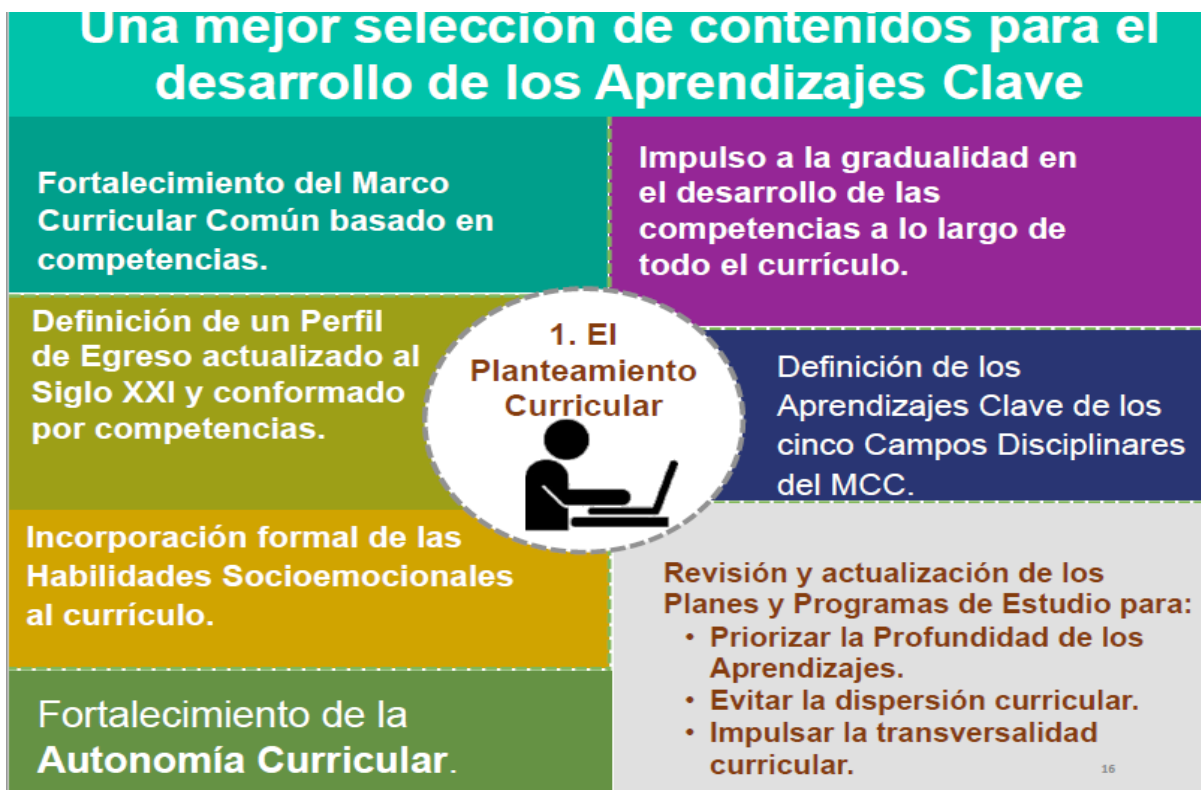 Una mejor selección de contenidos para el
desarrollo de los Aprendizajes Clave
Fortalecimiento del Marco
Curricular Común basado en
competencias.
Impulso a la gradualidad en
el desarrollo de las
competencias a lo largo de
todo el currículo.
Definición de un Perfil
de Egreso actualizado al
Siglo XXI y conformado
por competencias.
1. El
Planteamiento
Curricular
Definición de los
Aprendizajes Clave de los
cinco Campos Disciplinares
del MCC.
Incorporación formal de las
Habilidades Socioemocionales
al currículo.
Revisión y actualización de los
Planes y Programas de Estudio para:
• Priorizar la Profundidad de los
Aprendizajes.
• Evitar la dispersión curricular.
• Impulsar la transversalidad
curricular.
Fortalecimiento de la
Autonomía Curricular.
16